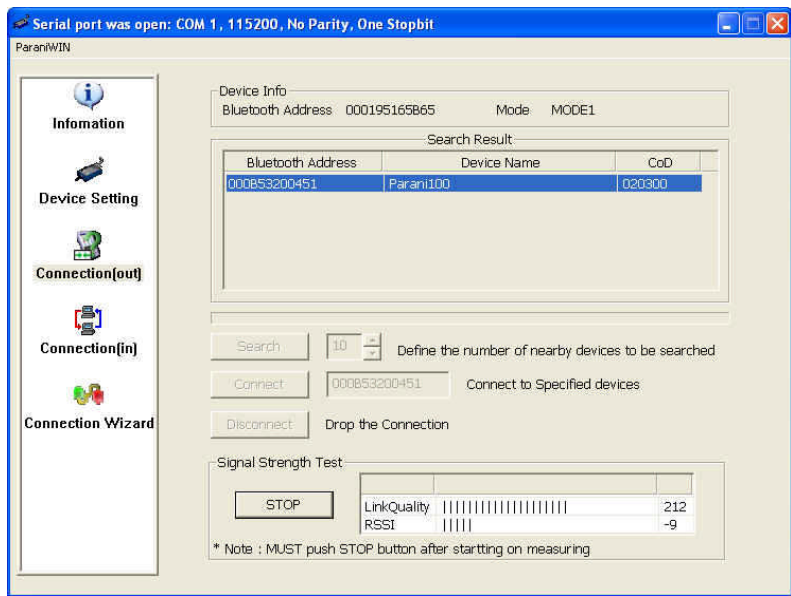 Serial port was open: COM 1, 115200, No Parity, One Stopbit
ParaniWIN
Infomation
Device Setting
Connection(out)
Connection(in)
Connection Wizard
Device Info
Bluetooth Address 000195165B65 Mode MODE1
Search Result
Bluetooth Address Device Name CoD
000B53200451 Parani100 020300
Search 10 Define the number of nearby devices to be searched
Connect 000B53200451 Connect to Specified devices
Disconnect Drop the Connection
Signal Strength Test
STOP
LinkQuality |||||||||||||||||||| 212
RSSI ||||| -9
* Note : MUST push STOP button after startting on measuring